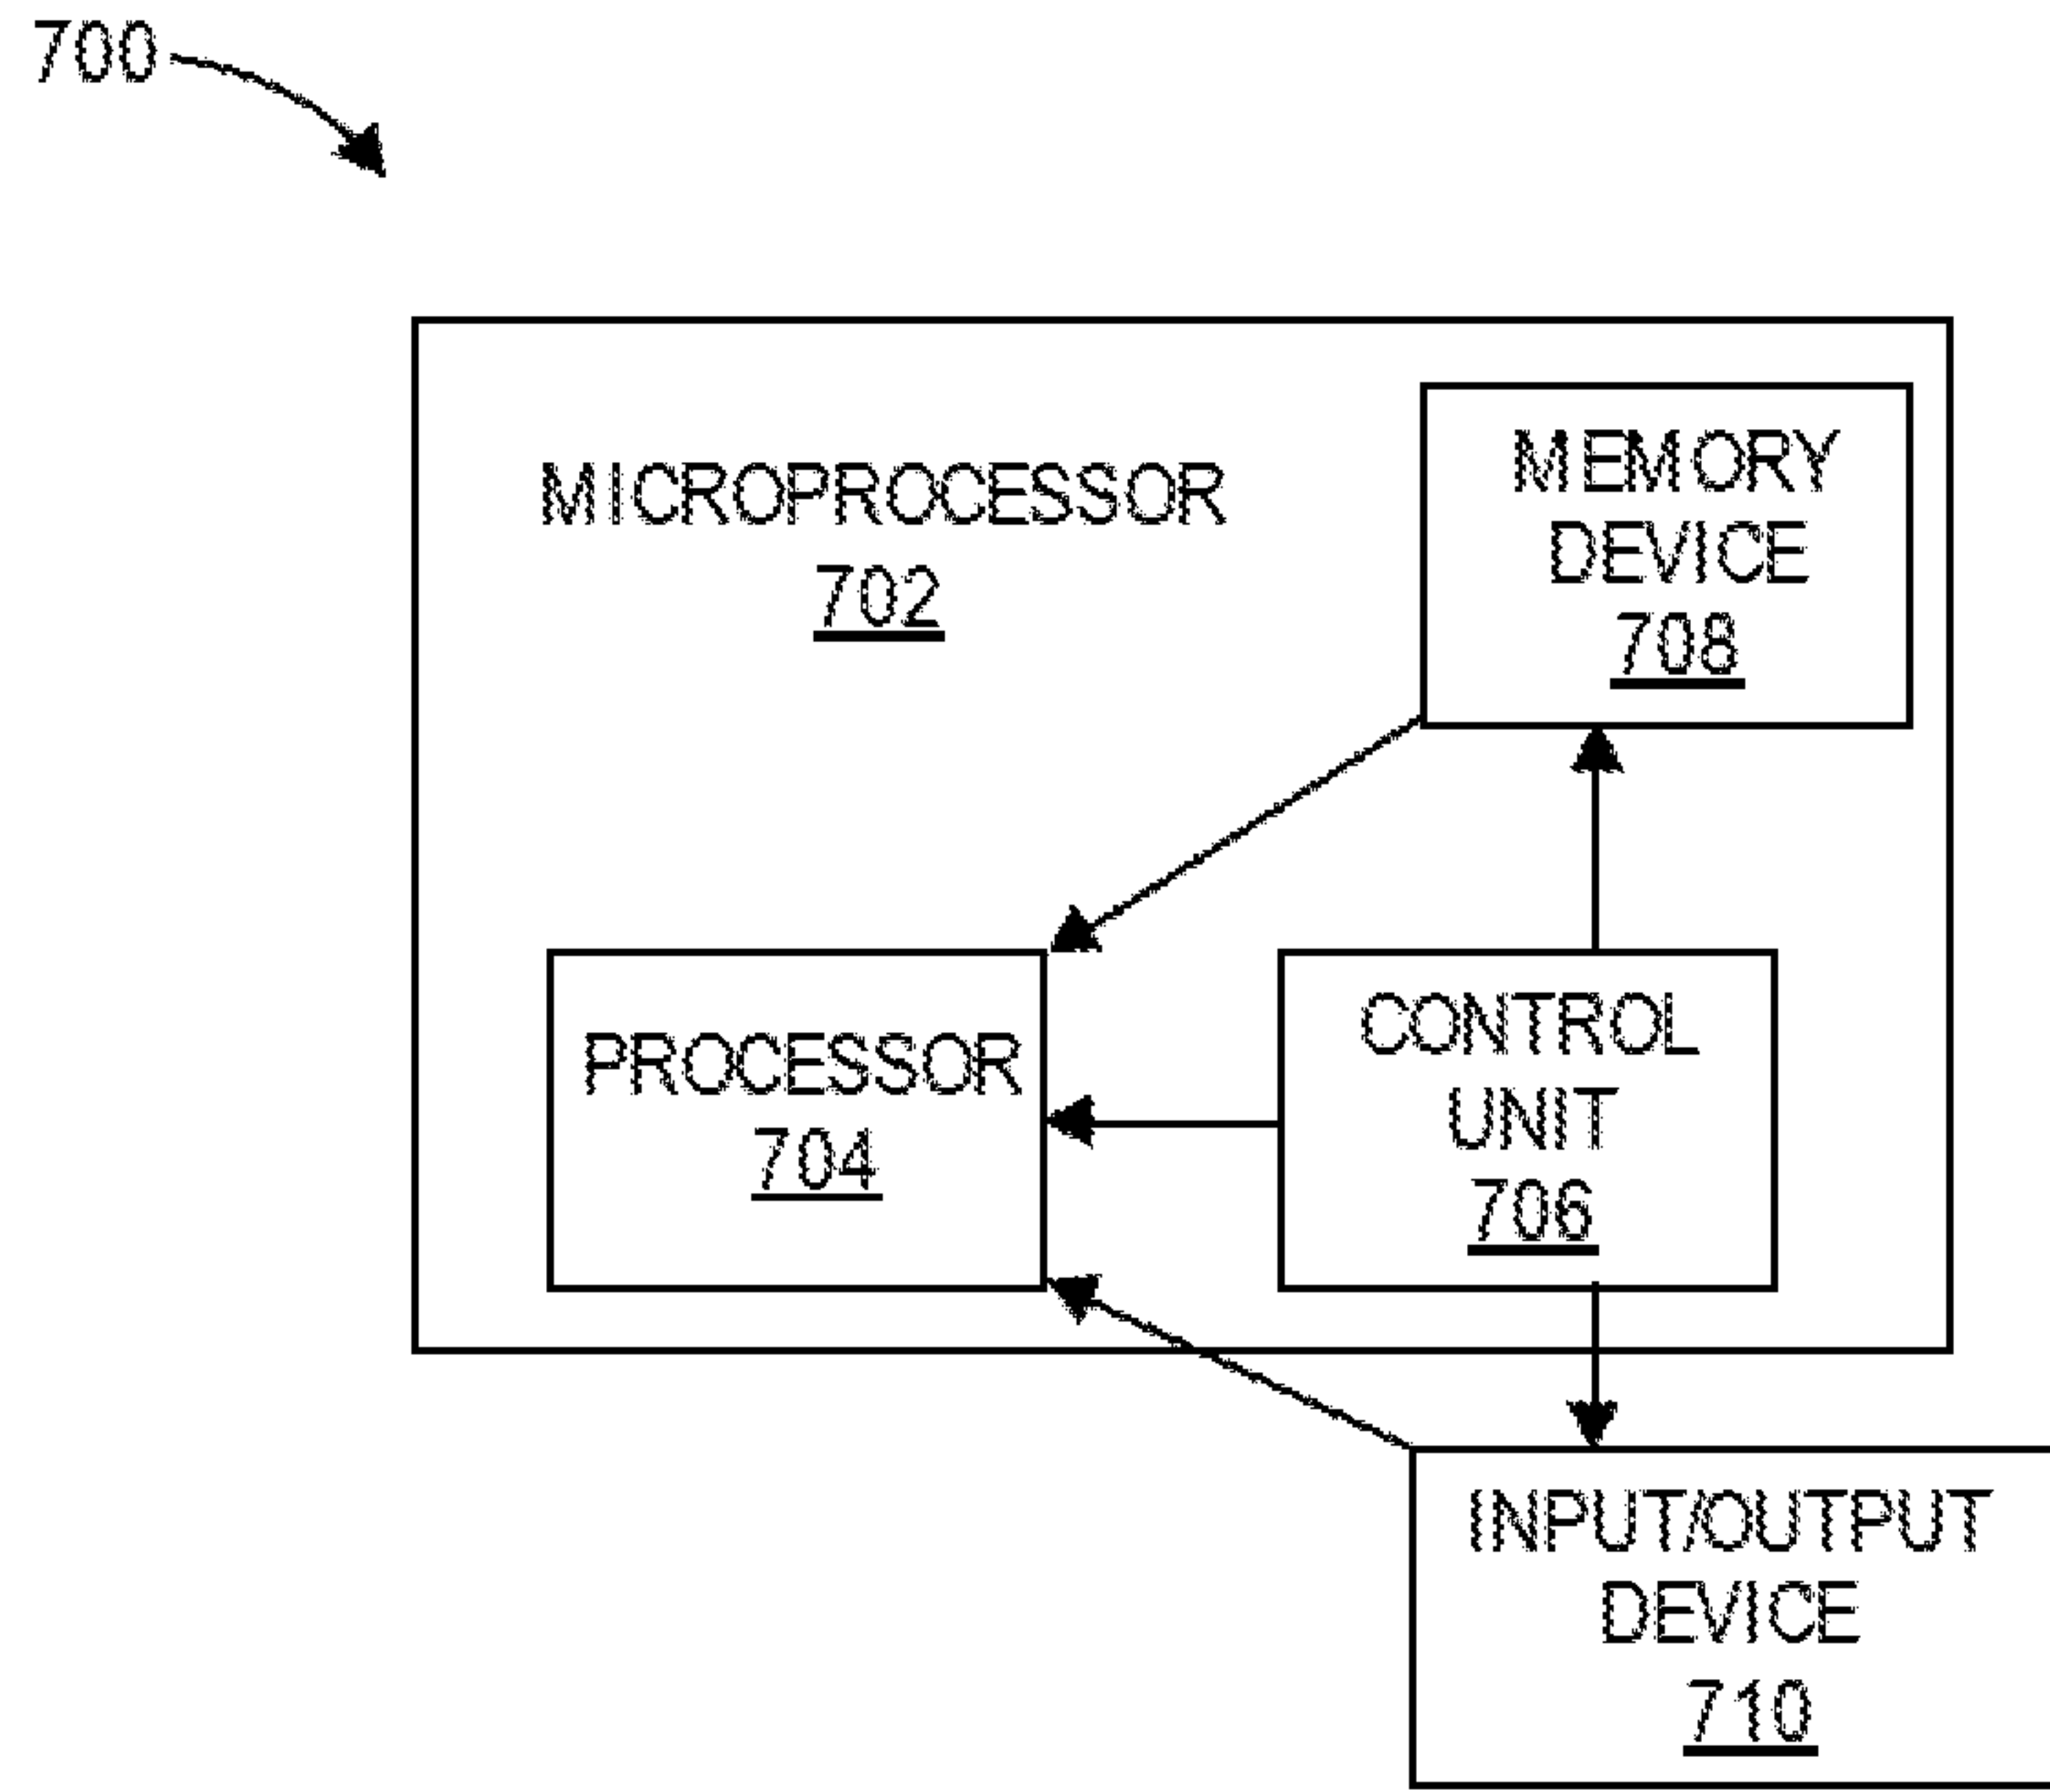 700
MICROPROCESSOR
702
MEMORY
DEVICE
708
PROCESSOR
704
CONTROL
UNIT
706
INPUT/OUTPUT
DEVICE
710